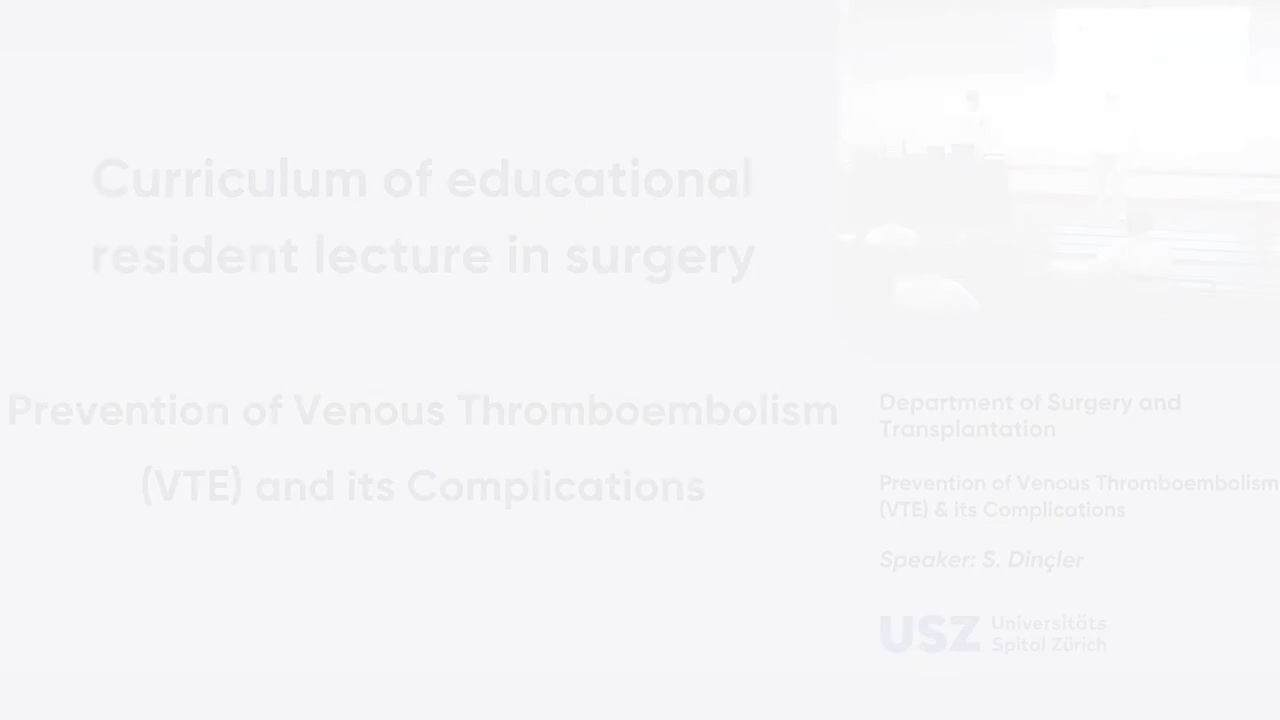 Curriculum of educational
resident lecture in surgery
Prevention of Venous Thromboembolism
(VTE) and its Complications
Department of Surgery and
Transplantation
Prevention of Venous Thromboembolism
(VTE) & its Complications
Speaker: S. Dinçler
USZ Universitäts
Spital Zürich